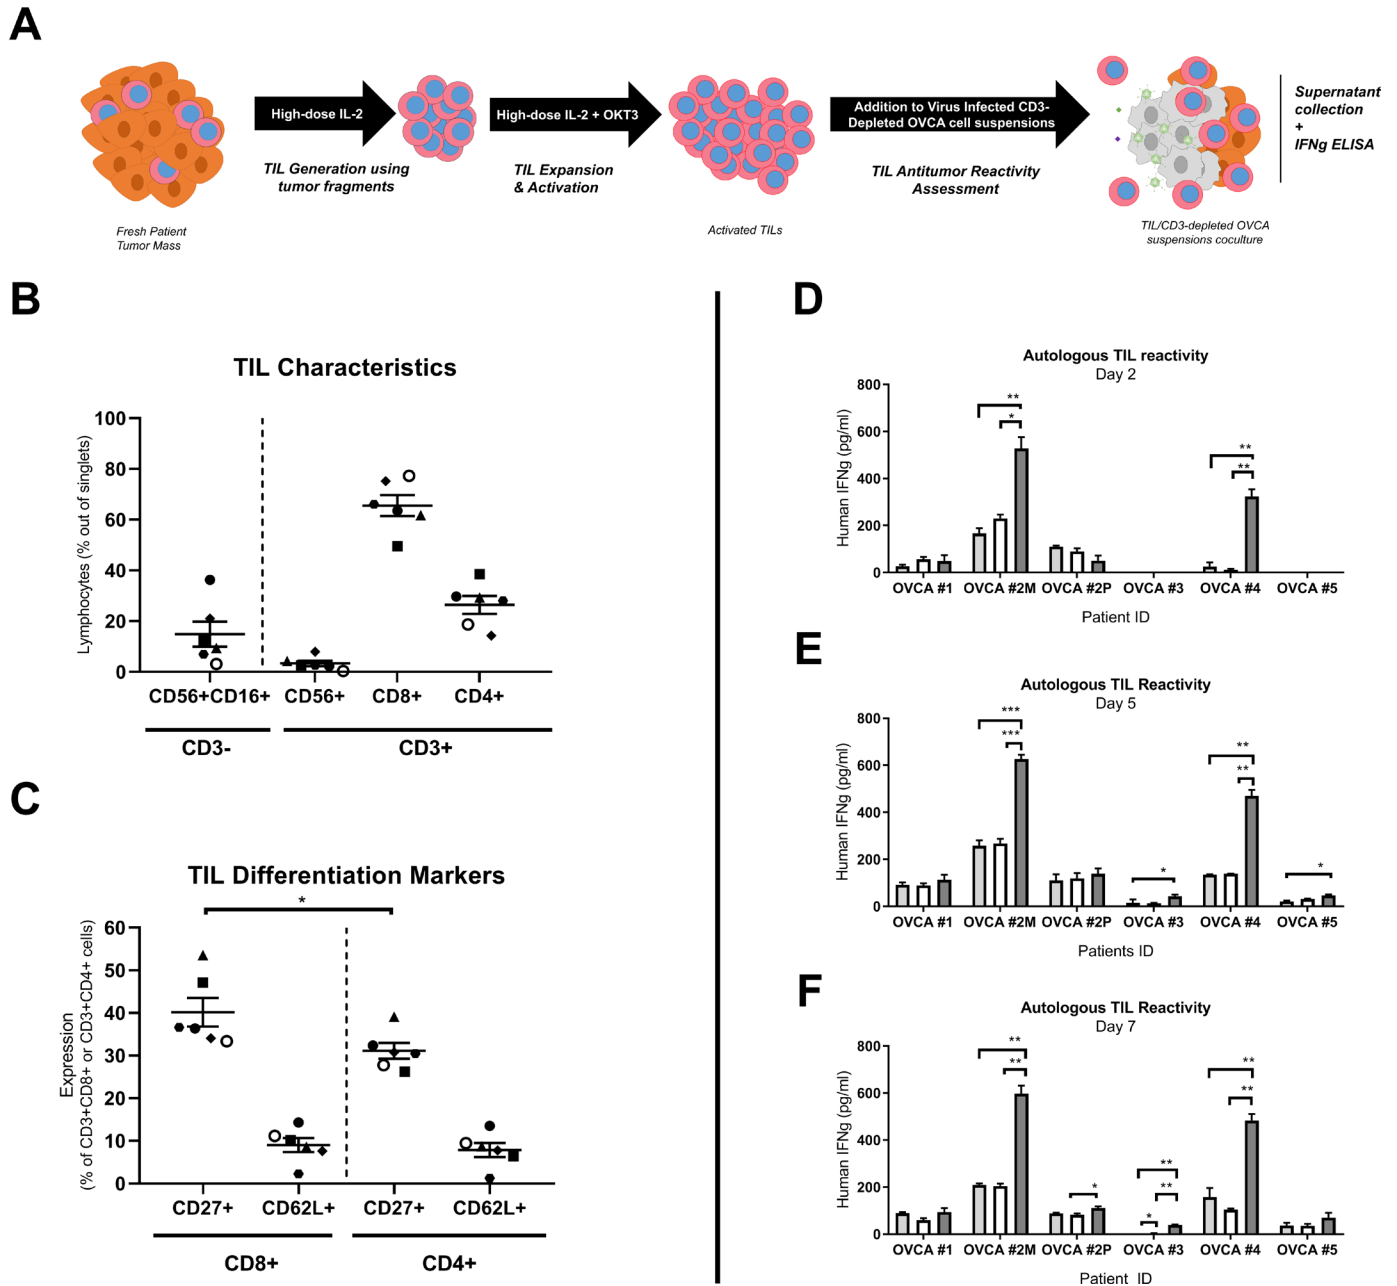 A
High-dose IL-2
TIL Generation using
tumor fragments
Fresh Patient
Tumor Mass
High-dose IL-2 + OKT3
TIL Expansion
& Activation
Activated TILs
Addition to Virus Infected CD3-
Depleted OVCA cell suspensions
TIL Antitumor Reactivity
Assessment
TIL/CD3-depleted OVCA
suspensions coculture
Supernatant
collection
+
IFNg ELISA
B
TIL Characteristics
Lymphocytes (% out of singlets)
100
80
60
40
20
0
CD56+CD16+ CD56+ CD8+ CD4+
CD3- CD3+
C
TIL Differentiation Markers
*
Expression
(% of CD3+CD8+ or CD3+CD4+ cells)
60
50
40
30
20
10
0
CD27+ CD62L+ CD27+ CD62L+
CD8+ CD4+
D
Autologous TIL reactivity
Day 2
Human IFNg (pg/ml)
800
600
400
200
0
**
*
**
**
OVCA #1 OVCA #2M OVCA #2P OVCA #3 OVCA #4 OVCA #5
Patient ID
E
Autologous TIL Reactivity
Day 5
Human IFNg (pg/ml)
800
600
400
200
0
***
***
*
**
**
*
OVCA #1 OVCA #2M OVCA #2P OVCA #3 OVCA #4 OVCA #5
Patients ID
F
Autologous TIL Reactivity
Day 7
Human IFNg (pg/ml)
800
600
400
200
0
**
**
*
**
**
*
**
**
OVCA #1 OVCA #2M OVCA #2P OVCA #3 OVCA #4 OVCA #5
Patient ID